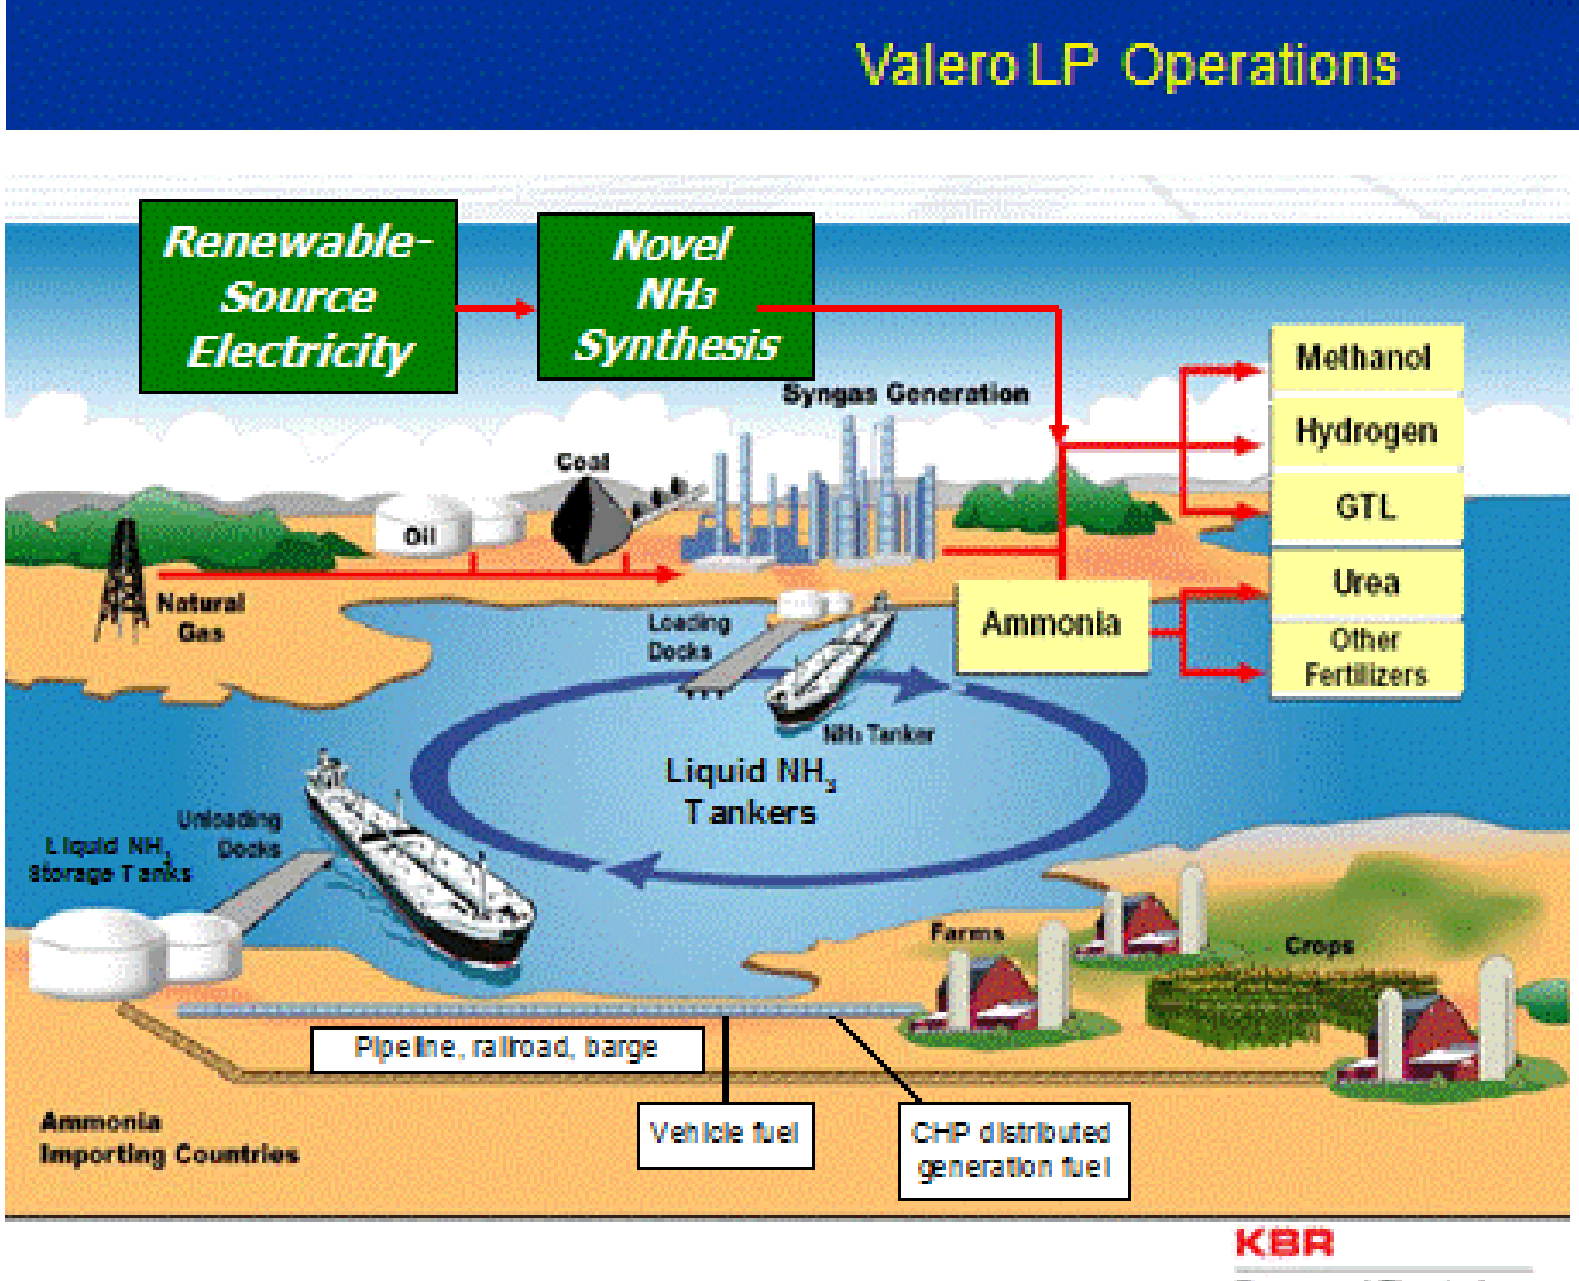 Valero LP Operations
Renewable-
Source
Electricity
Novel
NH3
Synthesis
Syngas Generation
Methanol
Hydrogen
GTL
Urea
Other
Fertilizers
Coal
Oil
Natural
Gas
Ammonia
Loading
Docks
NH3 Tanker
Liquid NH3
Tankers
Unloading
Docks
Liquid NH3
Storage Tanks
Farms
Crops
Pipeline, railroad, barge
Vehicle fuel
CHP distributed
generation fuel
Ammonia
Importing Countries
KBR